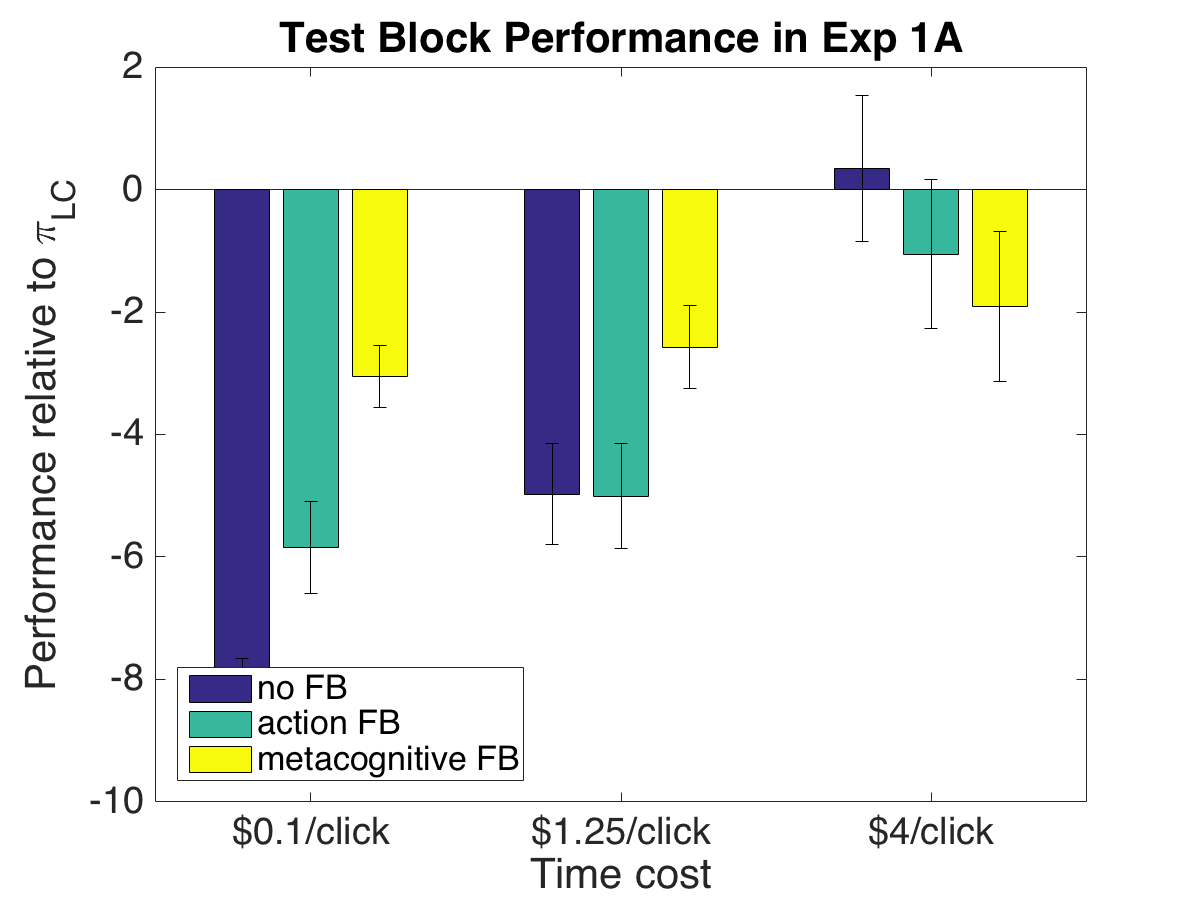 Test Block Performance in Exp 1A
Performance relative to π_LC
2
0
-2
-4
-6
-8
-10
no FB
action FB
metacognitive FB
$0.1/click
$1.25/click
$4/click
Time cost